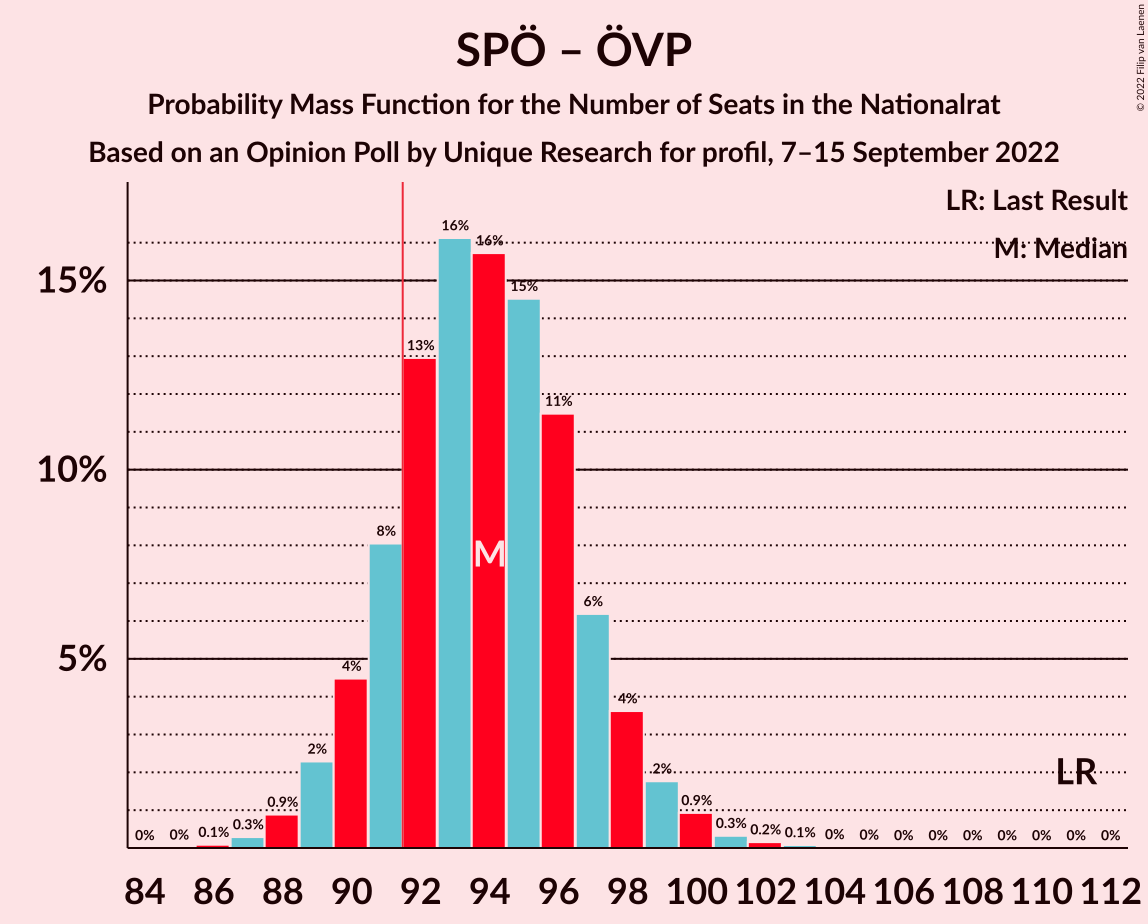 SPÖ – ÖVP
Probability Mass Function for the Number of Seats in the Nationalrat
Based on an Opinion Poll by Unique Research for profil, 7–15 September 2022
© 2022 Filip van Laenen
LR: Last Result
M: Median
15%
10%
5%
0% 0% 0.1% 0.3% 0.9% 2% 4% 8% 13% 16% 16% 15% 11% 6% 4% 2% 0.9% 0.3% 0.2% 0.1% 0% 0% 0% 0% 0% 0% 0% 0% 0%
M
LR
84 86 88 90 92 94 96 98 100 102 104 106 108 110 112